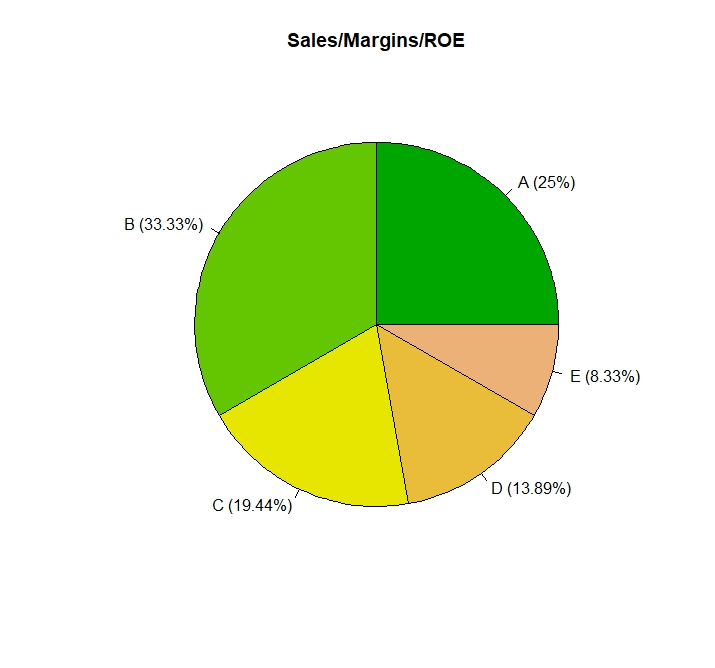 Sales/Margins/ROE
A (25%)
B (33.33%)
E (8.33%)
D (13.89%)
C (19.44%)